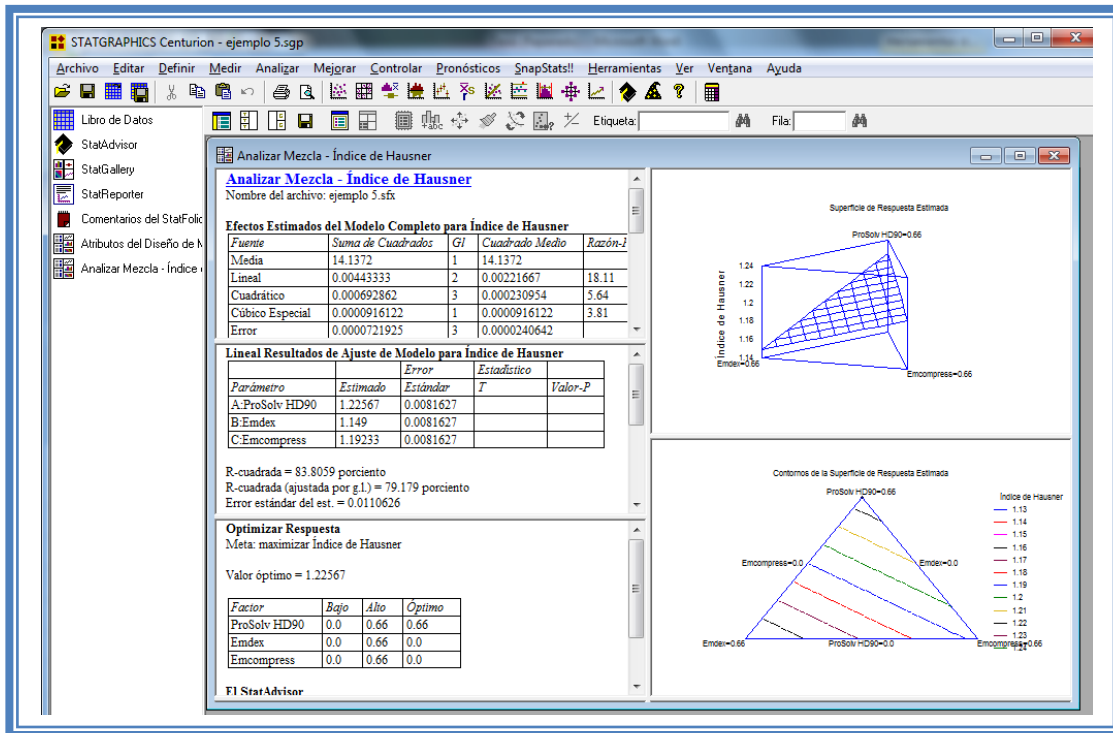 STATGRAPHICS Centurion - ejemplo 5.sgp
Archivo Editar Definir Medir Analizar Mejorar Controlar Pronósticos SnapStats!! Herramientas Ver Ventana Ayuda
Etiqueta: Fila:
Libro de Datos
StatAdvisor
StatGallery
StatReporter
Comentarios del StatFolio
Atributos del Diseño de M
Analizar Mezcla - Índice
Analizar Mezcla - Índice de Hausner
Analizar Mezcla - Índice de Hausner
Nombre del archivo: ejemplo 5.sfx
Efectos Estimados del Modelo Completo para Índice de Hausner
Fuente Suma de Cuadrados Gl Cuadrado Medio Razón-F
Media 14.1372 1 14.1372
Lineal 0.00443333 2 0.00221667 18.11
Cuadrático 0.000692862 3 0.000230954 5.64
Cúbico Especial 0.0000916122 1 0.0000916122 3.81
Error 0.0000721925 3 0.0000240642
Lineal Resultados de Ajuste de Modelo para Índice de Hausner
Error Estadístico
Parámetro Estimado Estándar T Valor-P
A:ProSolv HD90 1.22567 0.0081627
B:Emdex 1.149 0.0081627
C:Emcompress 1.19233 0.0081627
R-cuadrada = 83.8059 porciento
R-cuadrada (ajustada por g.l.) = 79.179 porciento
Error estándar del est. = 0.0110626
Optimizar Respuesta
Meta: maximizar Índice de Hausner
Valor óptimo = 1.22567
Factor Bajo Alto Óptimo
ProSolv HD90 0.0 0.66 0.66
Emdex 0.0 0.66 0.0
Emcompress 0.0 0.66 0.0
El StatAdvisor
Superficie de Respuesta Estimada
ProSolv HD90=0.66
Índice de Hausner
1.24
1.22
1.2
1.18
1.16
1.14
Emdex=0.66
Emcompress=0.66
Contornos de la Superficie de Respuesta Estimada
ProSolv HD90=0.66
Emcompress=0.0
Emdex=0.0
Emdex=0.66
ProSolv HD90=0.0
Emcompress=0.66
Índice de Hausner
1.13
1.14
1.15
1.16
1.17
1.18
1.19
1.2
1.21
1.22
1.23
1.24